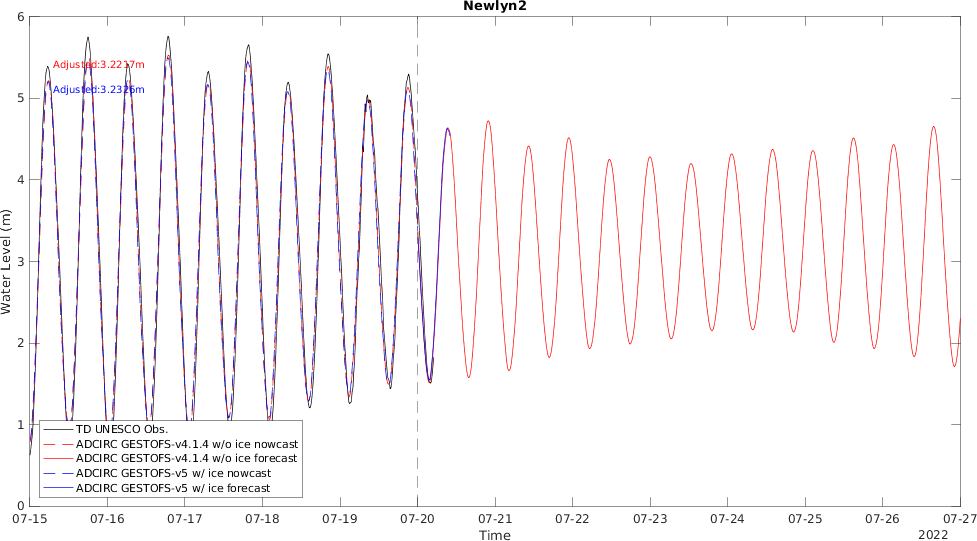 Newlyn2
6
Adjusted:3.2217m
Adjusted:3.2326m
5
4
3
2
1
0
Water Level (m)
TD UNESCO Obs.
ADCIRC GESTOFS-v4.1.4 w/o ice nowcast
ADCIRC GESTOFS-v4.1.4 w/o ice forecast
ADCIRC GESTOFS-v5 w/ ice nowcast
ADCIRC GESTOFS-v5 w/ ice forecast
07-15 07-16 07-17 07-18 07-19 07-20 07-21 07-22 07-23 07-24 07-25 07-26 07-27
Time
2022